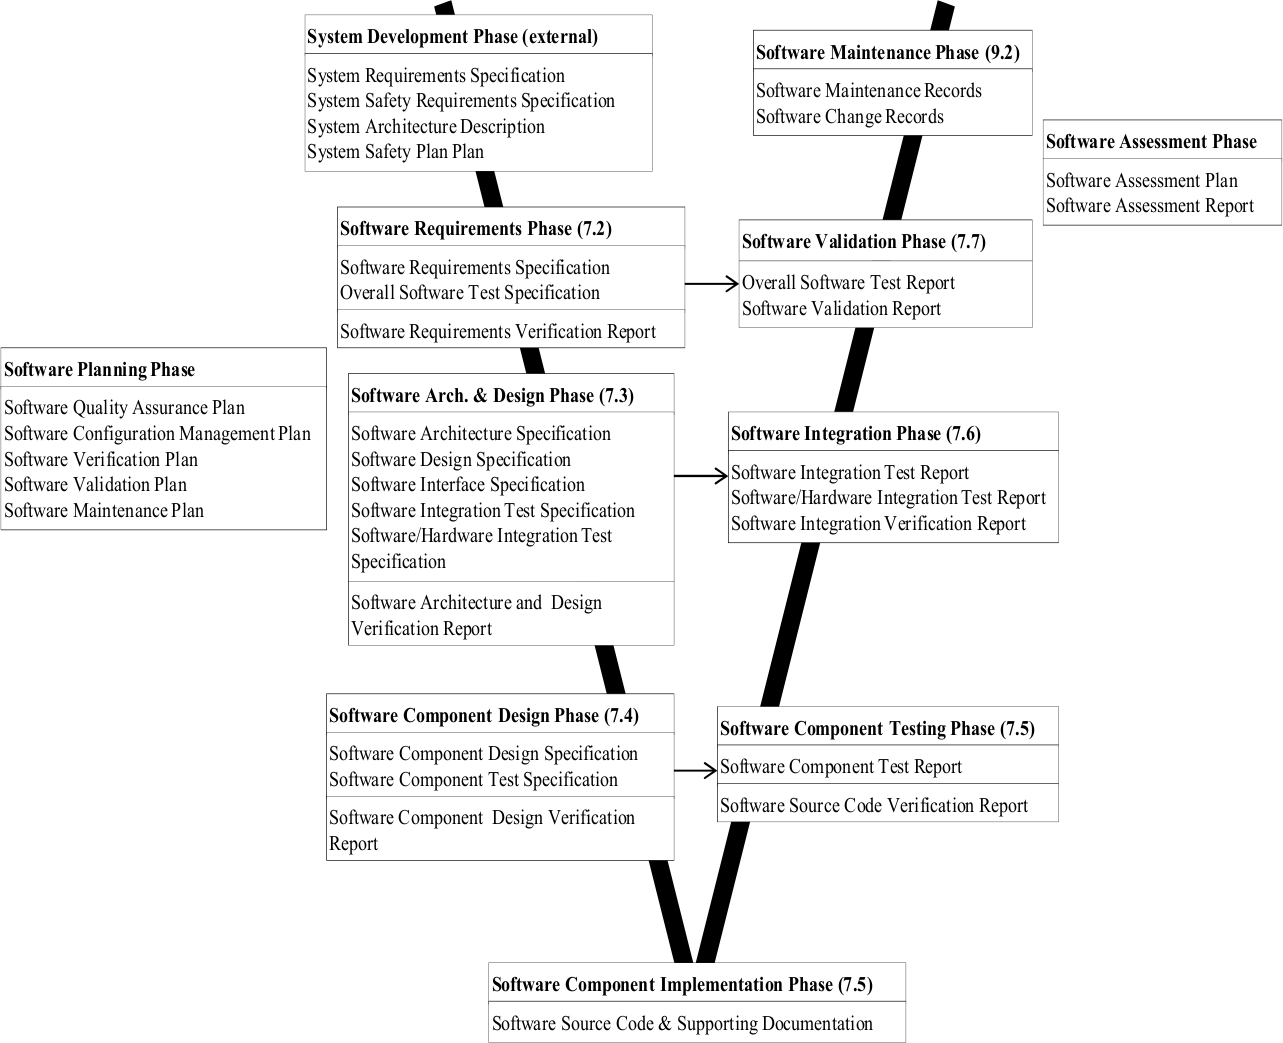 System Development Phase (external)
System Requirements Specification
System Safety Requirements Specification
System Architecture Description
System Safety Plan Plan
Software Maintenance Phase (9.2)
Software Maintenance Records
Software Change Records
Software Assessment Phase
Software Assessment Plan
Software Assessment Report
Software Requirements Phase (7.2)
Software Requirements Specification
Overall Software Test Specification
Software Requirements Verification Report
Software Validation Phase (7.7)
Overall Software Test Report
Software Validation Report
Software Planning Phase
Software Quality Assurance Plan
Software Configuration Management Plan
Software Verification Plan
Software Validation Plan
Software Maintenance Plan
Software Arch. & Design Phase (7.3)
Software Architecture Specification
Software Design Specification
Software Interface Specification
Software Integration Test Specification
Software/Hardware Integration Test
Specification
Software Architecture and Design
Verification Report
Software Integration Phase (7.6)
Software Integration Test Report
Software/Hardware Integration Test Report
Software Integration Verification Report
Software Component Design Phase (7.4)
Software Component Design Specification
Software Component Test Specification
Software Component Design Verification
Report
Software Component Testing Phase (7.5)
Software Component Test Report
Software Source Code Verification Report
Software Component Implementation Phase (7.5)
Software Source Code & Supporting Documentation